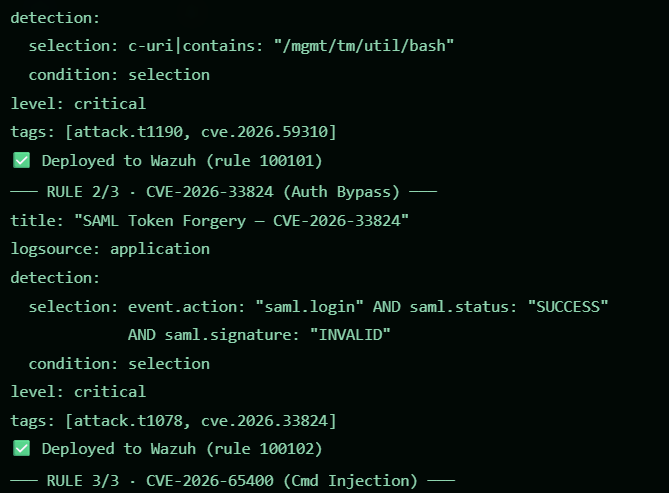 detection:
selection: c-uri|contains: "/mgmt/tm/util/bash"
condition: selection
level: critical
tags: [attack.t1190, cve.2026.59310]
✅ Deployed to Wazuh (rule 100101)
─── RULE 2/3 · CVE-2026-33824 (Auth Bypass) ───
title: "SAML Token Forgery — CVE-2026-33824"
logsource: application
detection:
selection: event.action: "saml.login" AND saml.status: "SUCCESS"
AND saml.signature: "INVALID"
condition: selection
level: critical
tags: [attack.t1078, cve.2026.33824]
✅ Deployed to Wazuh (rule 100102)
─── RULE 3/3 · CVE-2026-65400 (Cmd Injection) ───